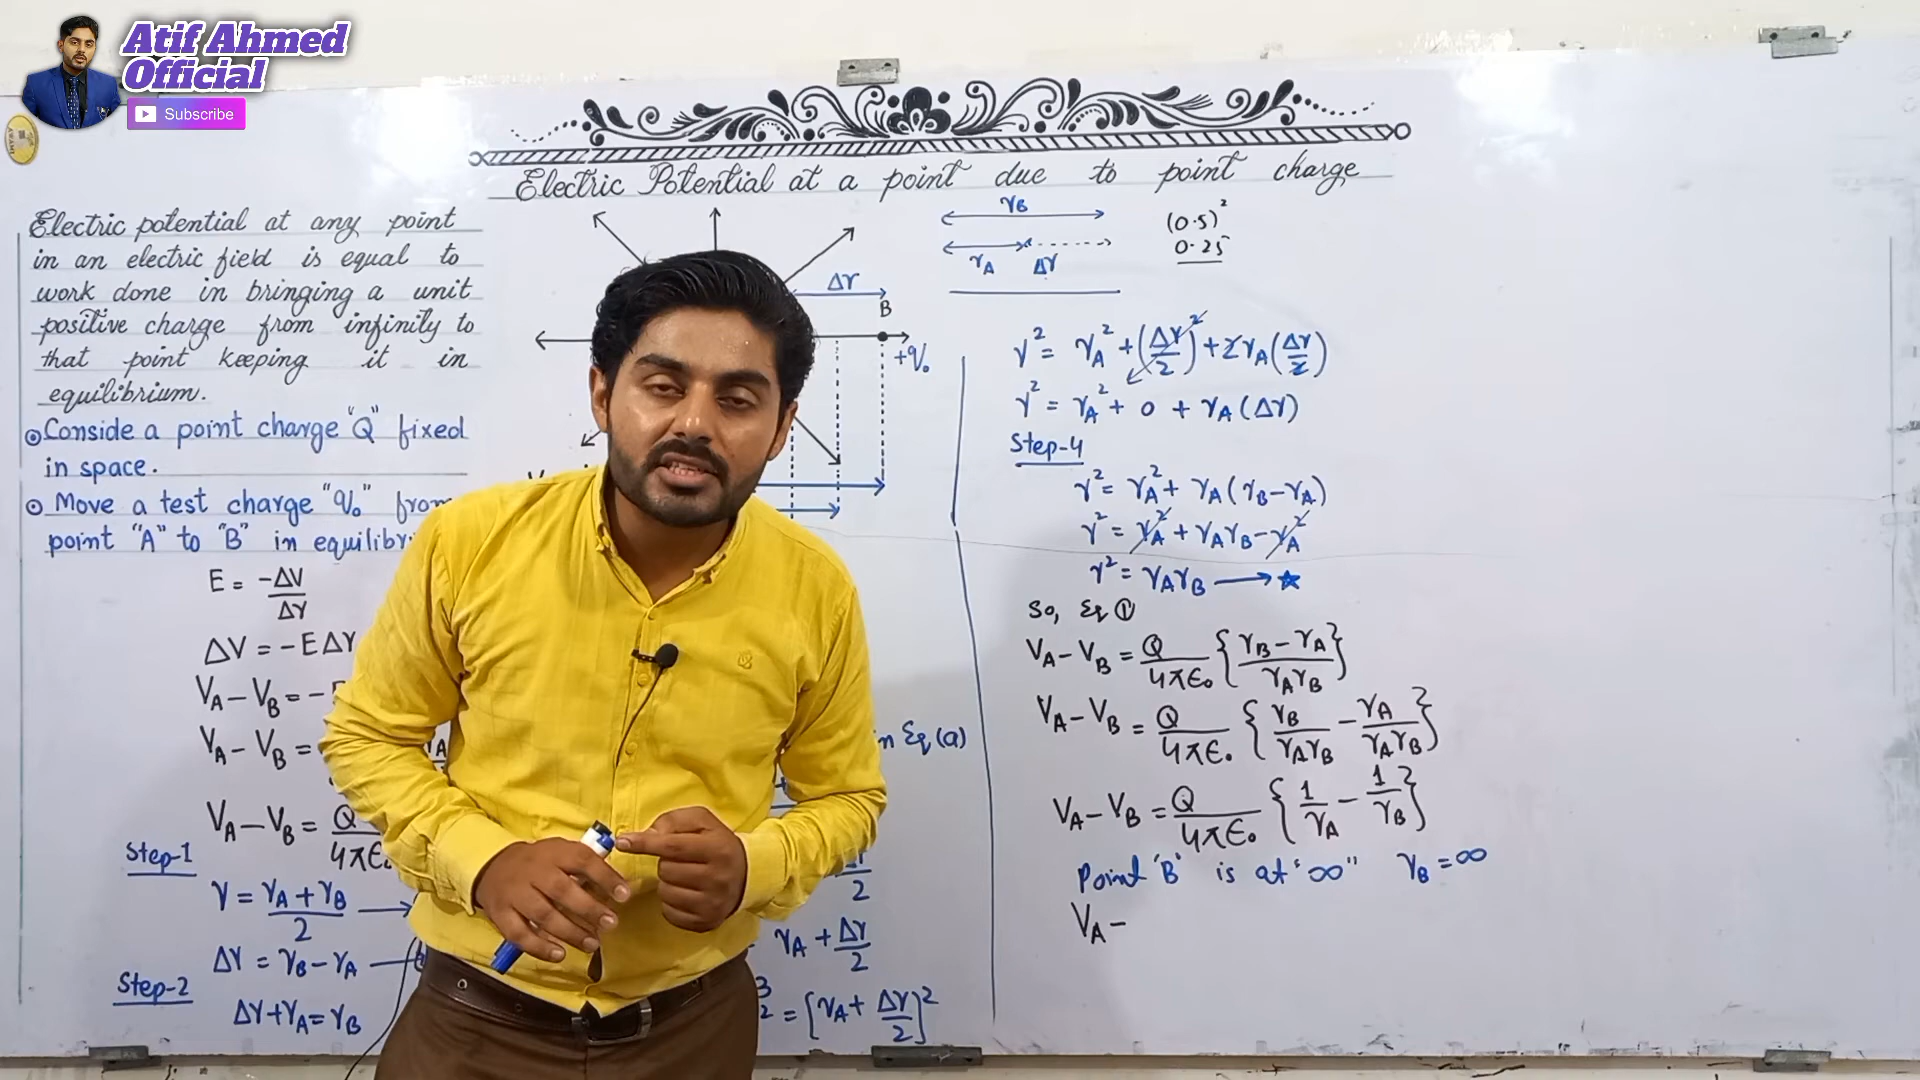 Atif Ahmed
Official
Subscribe
Electric Potential at a point due to point charge
Electric potential at any point
in an electric field is equal to
work done in bringing a unit
positive charge from infinity to
that point keeping it in
equilibrium.
Conside a point charge "Q" fixed
in space.
Move a test charge "q₀" from
point "A" to "B" in equilibr
E = -ΔV/Δr
ΔV = -EΔr
V_A - V_B = -
V_A - V_B =
V_A - V_B = Q/4πε₀
Step-1
r = (r_A + r_B)/2
Δr = r_B - r_A
Step-2
Δr + r_A = r_B
Δr
B
+q₀
in Eq (a)
r_A + Δr/2
= [r_A + Δr/2]²
r_B
r_A Δr
(0.5)²
0.25
r² = r_A² + (Δr/2)² + 2r_A(Δr/2)
r² = r_A² + 0 + r_A(Δr)
Step-4
r² = r_A² + r_A(r_B - r_A)
r² = r_A² + r_A r_B - r_A²
r² = r_A r_B → ☆
So, Eq ①
V_A - V_B = Q/4πε₀ {(r_B - r_A)/r_A r_B}
V_A - V_B = Q/4πε₀ {r_B/r_A r_B - r_A/r_A r_B}
V_A - V_B = Q/4πε₀ {1/r_A - 1/r_B}
Point 'B' is at "∞" r_B = ∞
V_A -